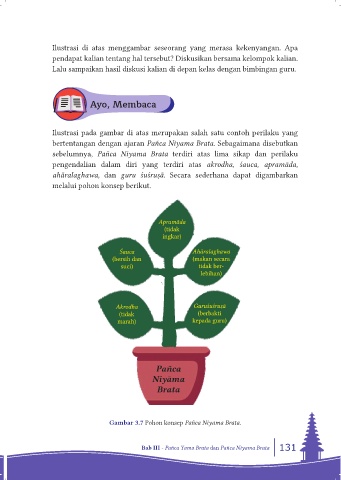 Ilustrasi di atas menggambar seseorang yang merasa kekenyangan. Apa
pendapat kalian tentang hal tersebut? Diskusikan bersama kelompok kalian.
Lalu sampaikan hasil diskusi kalian di depan kelas dengan bimbingan guru.
Ayo, Membaca
Ilustrasi pada gambar di atas merupakan salah satu contoh perilaku yang
bertentangan dengan ajaran Pañca Niyama Brata. Sebagaimana disebutkan
sebelumnya, Pañca Niyama Brata terdiri atas lima sikap dan perilaku
pengendalian dalam diri yang terdiri atas akrodha, śauca, apramāda,
ahāralaghawa, dan guru śuśruṣā. Secara sederhana dapat digambarkan
melalui pohon konsep berikut.
Apramāda
(tidak
ingkar)
Śauca
(bersih dan
suci)
Ahāralaghawa
(makan secara
tidak ber-
lebihan)
Akrodha
(tidak
marah)
Guruśuśrusā
(berbakti
kepada guru)
Pañca
Niyama
Brata
Gambar 3.7 Pohon konsep Pañca Niyama Brata.
Bab III - Pañca Yama Brata dan Pañca Niyama Brata
131